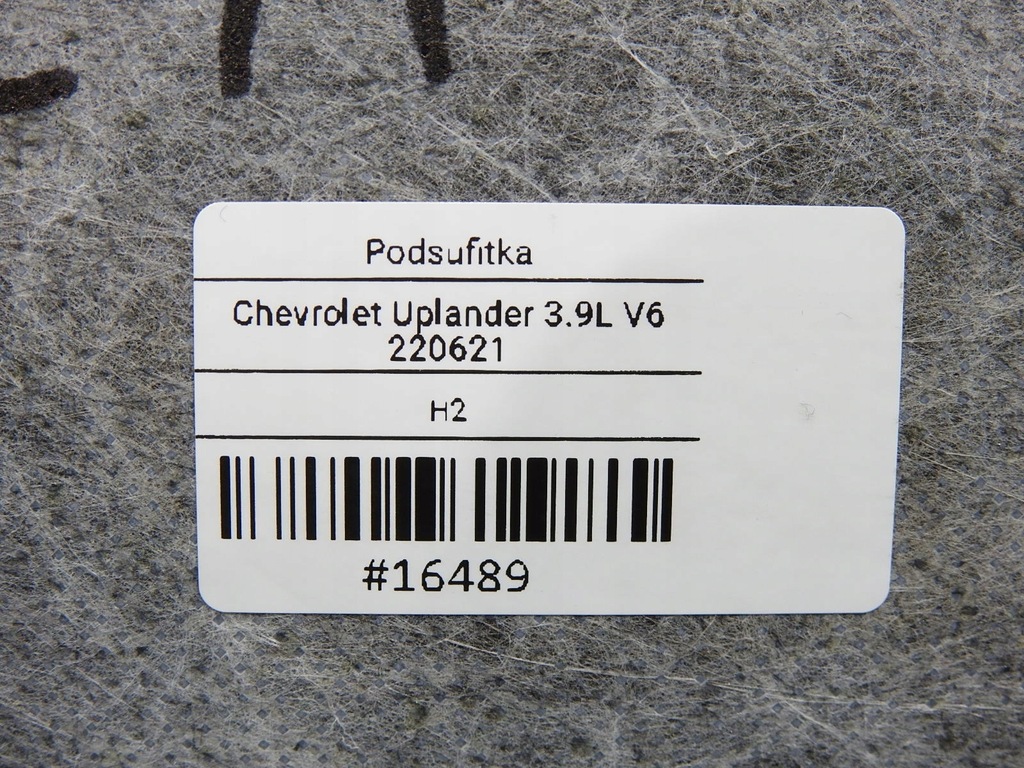 Podsufitka
Chevrolet Uplander 3.9L V6
220621
H2
#16489